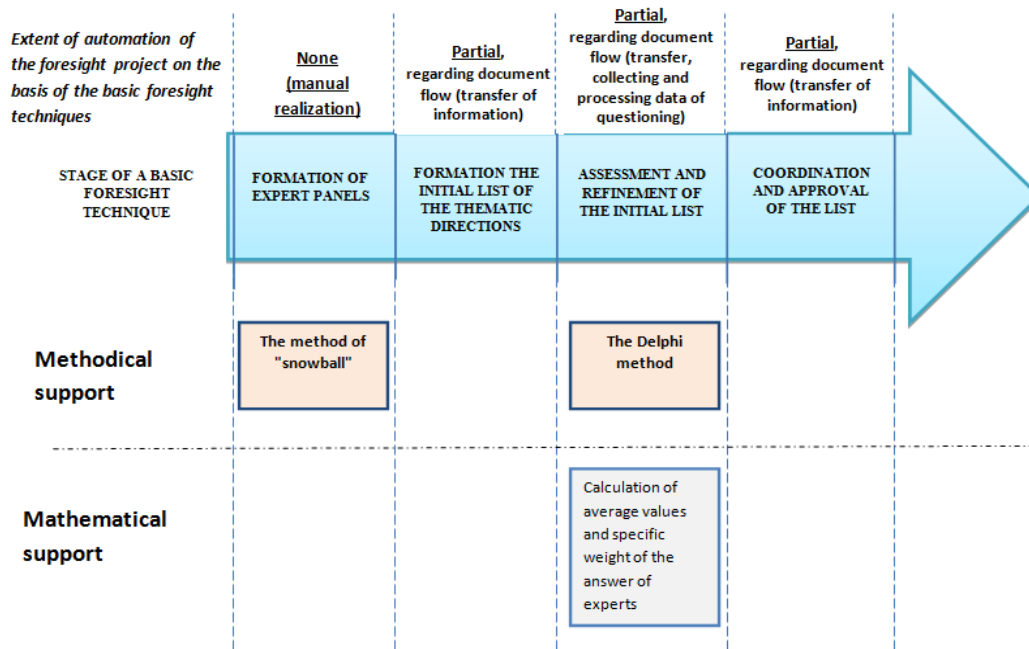 Extent of automation of
the foresight project on the
basis of the basic foresight
techniques
None
(manual
realization)
Partial,
regarding document
flow (transfer of
information)
Partial,
regarding document
flow (transfer,
collecting and
processing data of
questioning)
Partial,
regarding document
flow (transfer of
information)
STAGE OF A BASIC
FORESIGHT
TECHNIQUE
FORMATION OF
EXPERT PANELS
FORMATION THE
INITIAL LIST OF
THE THEMATIC
DIRECTIONS
ASSESSMENT AND
REFINEMENT OF
THE INITIAL LIST
COORDINATION
AND APPROVAL
OF THE LIST
Methodical
support
The method of
"snowball"
The Delphi
method
Mathematical
support
Calculation of
average values
and specific
weight of the
answer of
experts